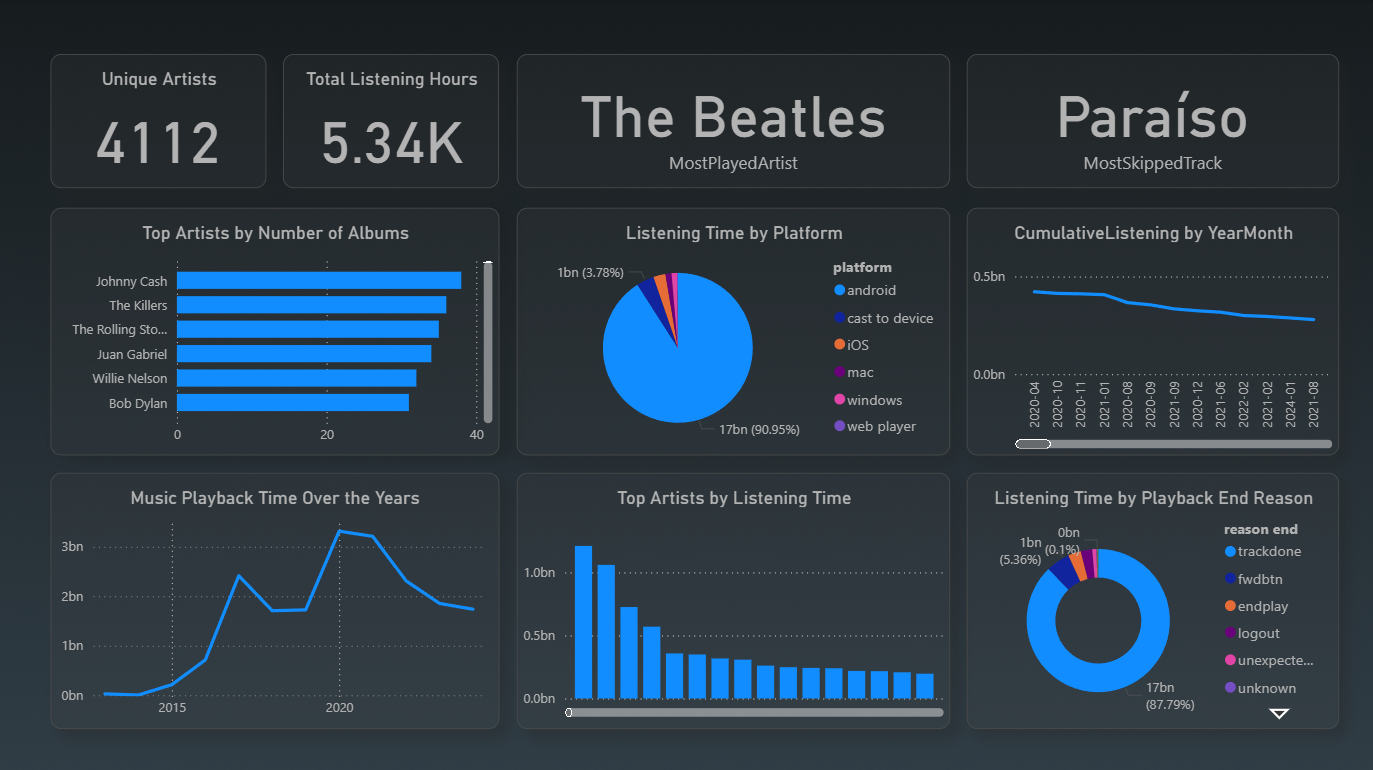 Unique Artists
4112
Total Listening Hours
5.34K
The Beatles
MostPlayedArtist
Paraíso
MostSkippedTrack
Top Artists by Number of Albums
Johnny Cash
The Killers
The Rolling Sto...
Juan Gabriel
Willie Nelson
Bob Dylan
0
20
40
Listening Time by Platform
1bn (3.78%)
17bn (90.95%)
platform
android
cast to device
iOS
mac
windows
web player
CumulativeListening by YearMonth
0.5bn
0.0bn
2020-04
2020-10
2020-11
2021-01
2020-08
2020-09
2021-09
2020-12
2021-06
2022-02
2021-02
2024-01
2021-08
Music Playback Time Over the Years
3bn
2bn
1bn
0bn
2015
2020
Top Artists by Listening Time
1.0bn
0.5bn
0.0bn
Listening Time by Playback End Reason
0bn
(0.1%)
1bn
(5.36%)
17bn
(87.79%)
reason end
trackdone
fwdbtn
endplay
logout
unexpecte...
unknown